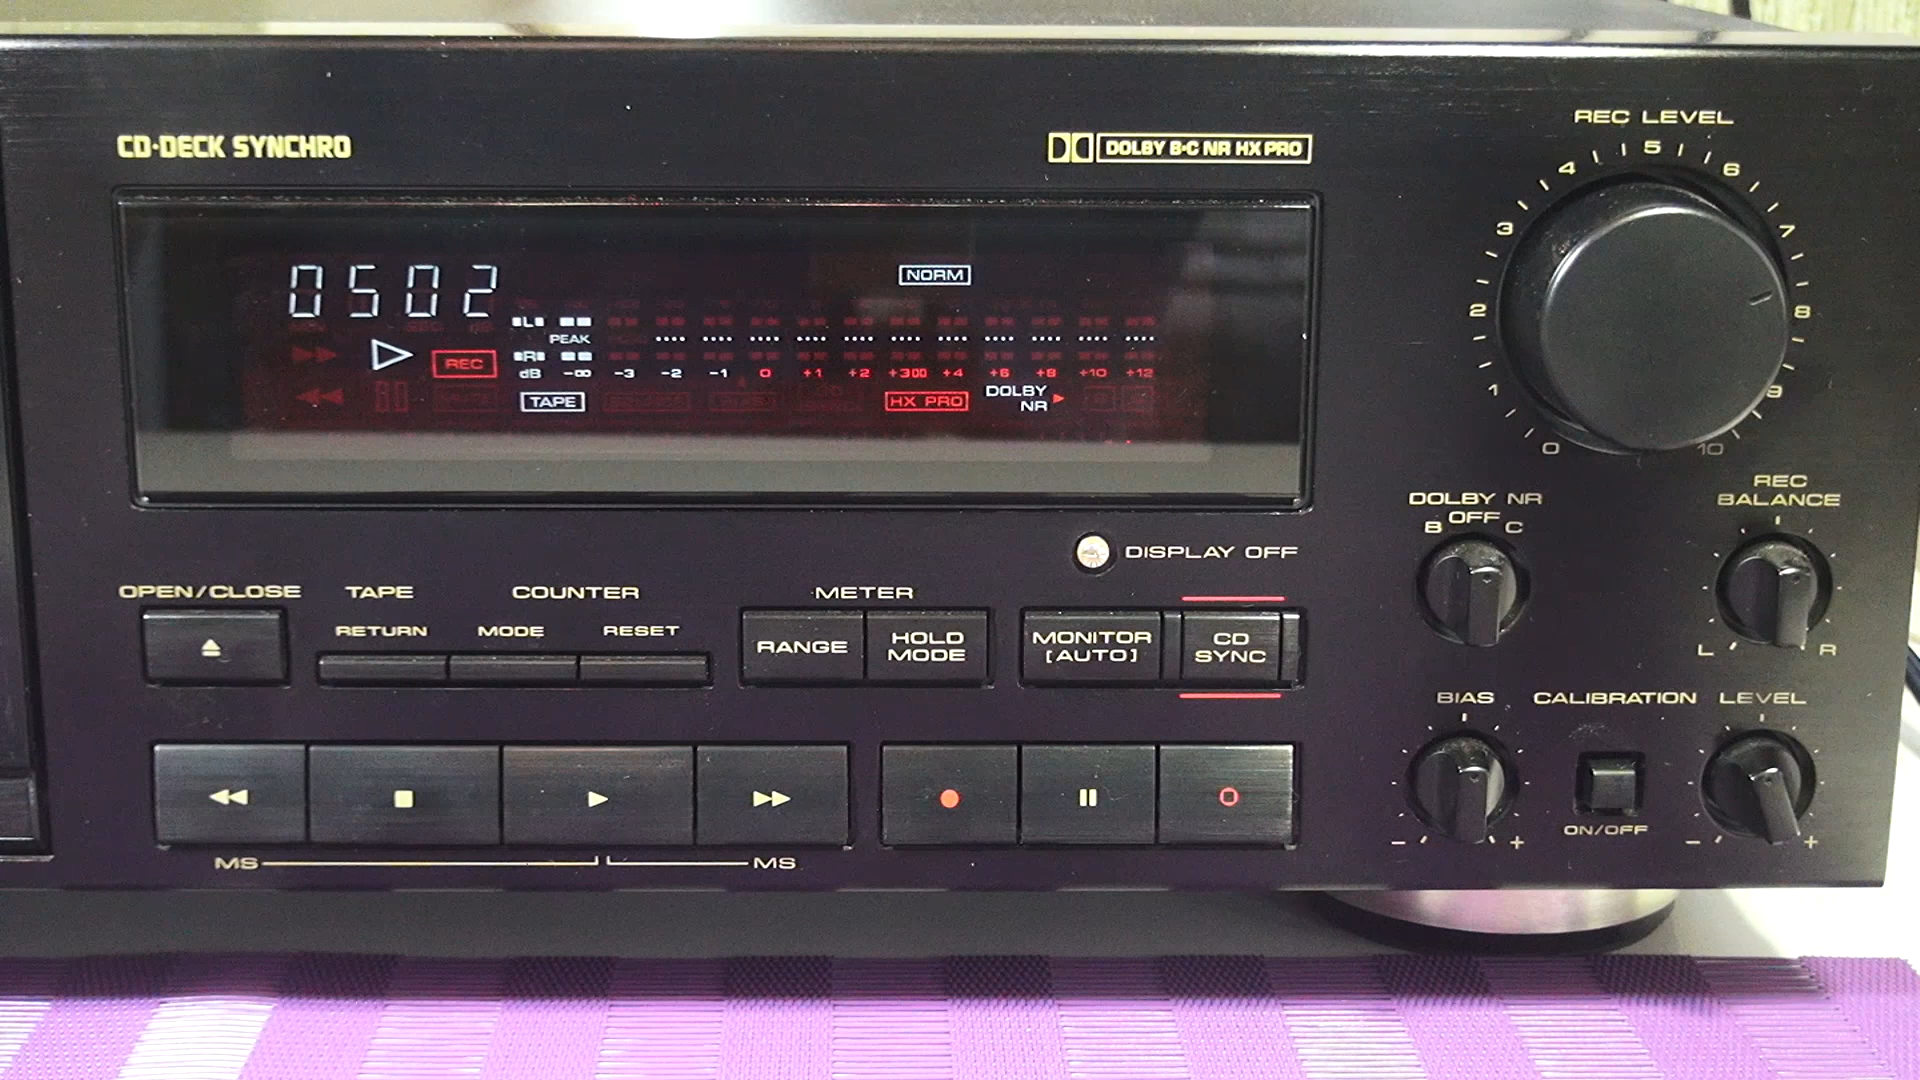 CD·DECK SYNCHRO
DOLBY B·C NR HX PRO
REC LEVEL
0 1 2 3 4 5 6 7 8 9 10
0502
NORM
L
PEAK
REC
R
dB -∞ -3 -2 -1 0 +1 +2 +3 +4 +6 +8 +10 +12
TAPE
HX PRO
DOLBY
NR
DISPLAY OFF
DOLBY NR
B OFF C
REC
BALANCE
L R
OPEN/CLOSE
TAPE
RETURN
COUNTER
MODE RESET
METER
RANGE
HOLD
MODE
MONITOR
[AUTO]
CD
SYNC
BIAS
- +
CALIBRATION
ON/OFF
LEVEL
- +
MS MS